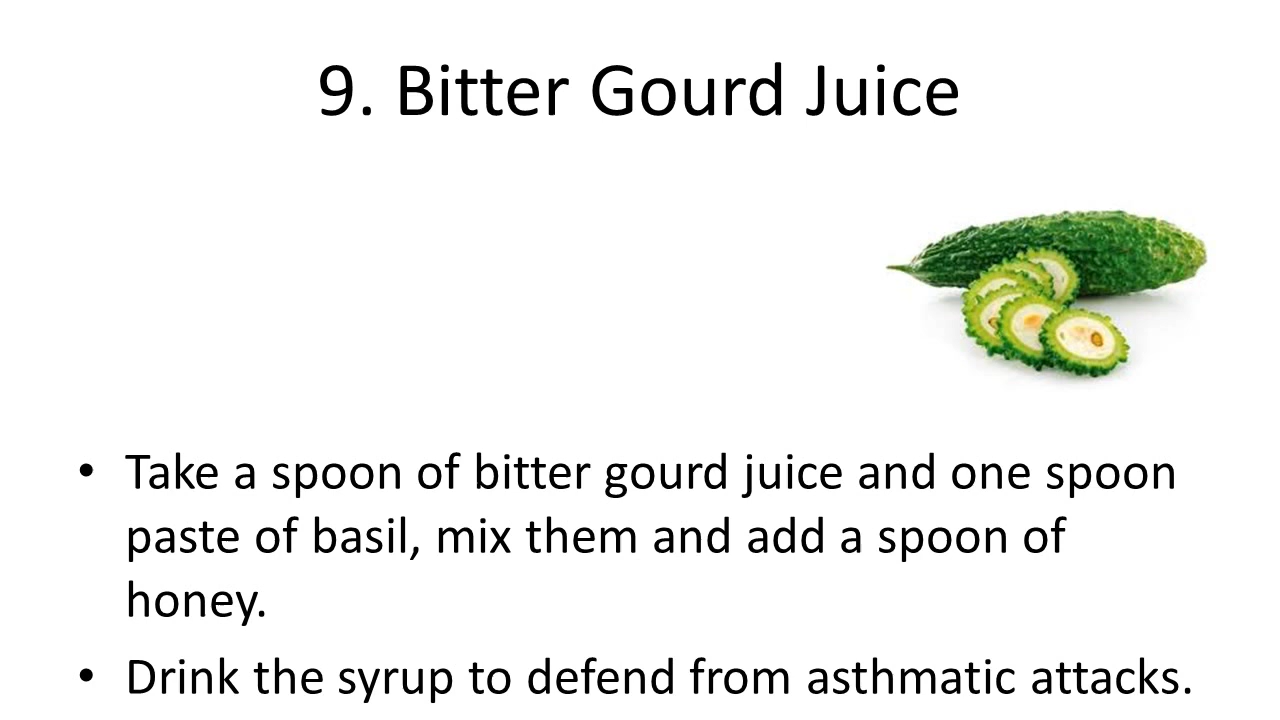 9. Bitter Gourd Juice
• Take a spoon of bitter gourd juice and one spoon
paste of basil, mix them and add a spoon of
honey.
• Drink the syrup to defend from asthmatic attacks.